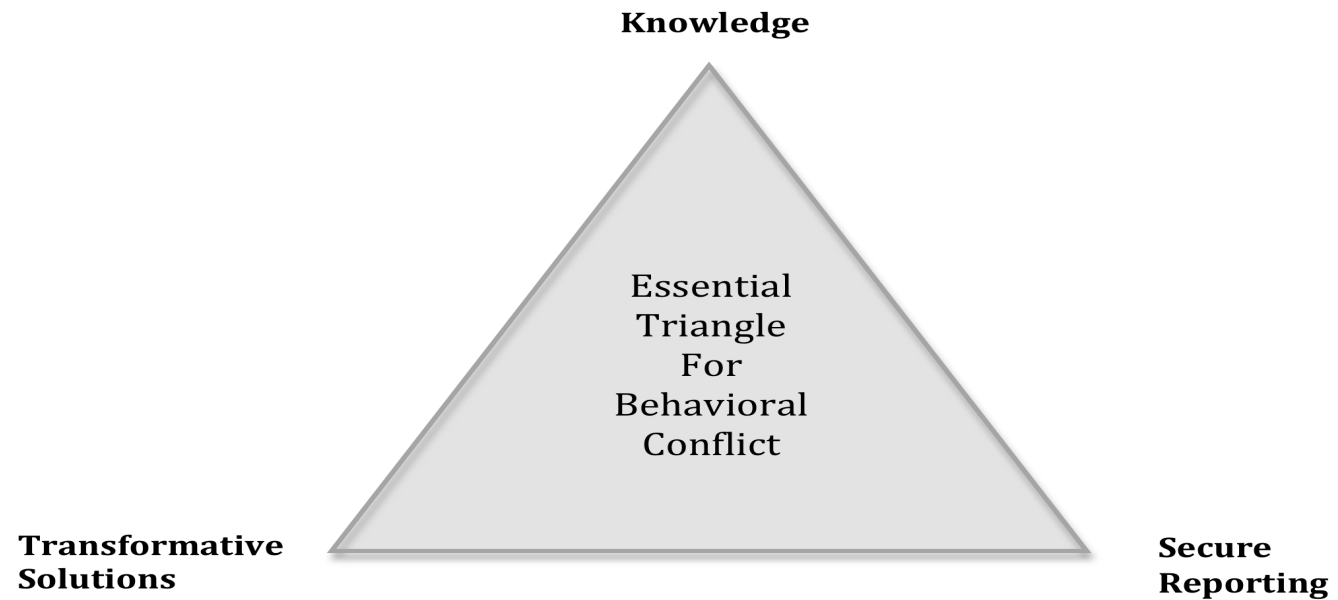 Knowledge
Essential
Triangle
For
Behavioral
Conflict
Transformative
Solutions
Secure
Reporting